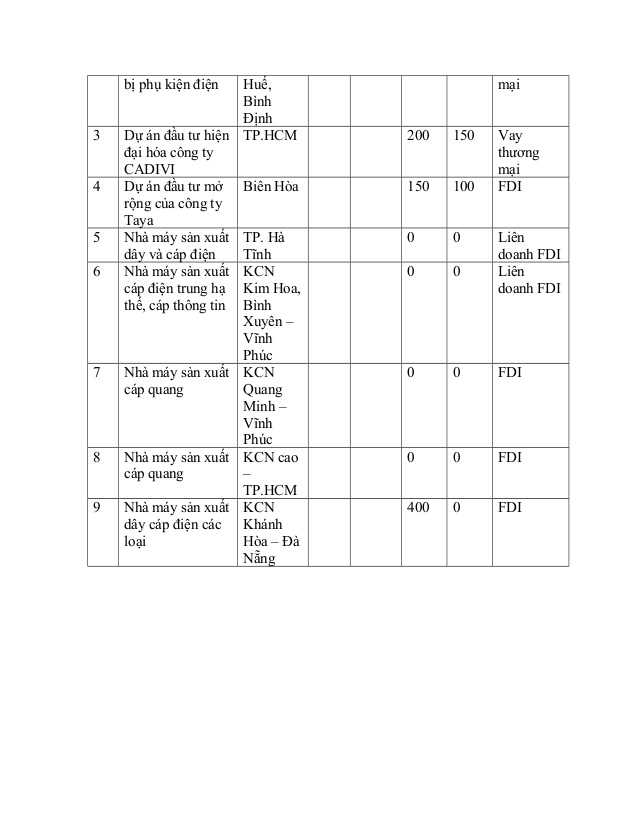 bị phụ kiện điện Huế, mại
Bình
Định
3 Dự án đầu tư hiện TP.HCM 200 150 Vay
đại hóa công ty thương
CADIVI mại
4 Dự án đầu tư mở Biên Hòa 150 100 FDI
rộng của công ty
Taya
5 Nhà máy sản xuất TP. Hà 0 0 Liên
dây và cáp điện Tĩnh doanh FDI
6 Nhà máy sản xuất KCN 0 0 Liên
cáp điện trung hạ Kim Hoa, doanh FDI
thế, cáp thông tin Bình
Xuyên –
Vĩnh
Phúc
7 Nhà máy sản xuất KCN 0 0 FDI
cáp quang Quang
Minh –
Vĩnh
Phúc
8 Nhà máy sản xuất KCN cao 0 0 FDI
cáp quang –
TP.HCM
9 Nhà máy sản xuất KCN 400 0 FDI
dây cáp điện các Khánh
loại Hòa – Đà
Nẵng